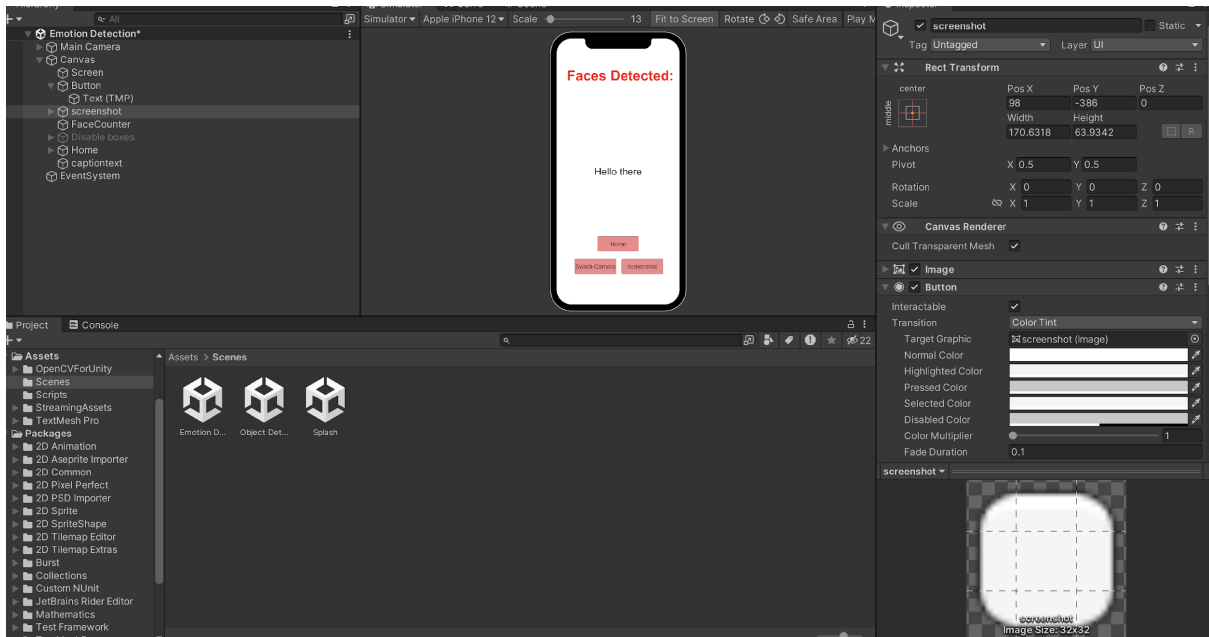 Hierarchy
All
Emotion Detection*
Main Camera
Canvas
Screen
Button
Text (TMP)
screenshot
FaceCounter
Disable boxes
Home
captiontext
EventSystem
Simulator Apple iPhone 12 Scale 13 Fit to Screen Rotate Safe Area Play M
Faces Detected:
Hello there
Home
Switch Camera screenshot
screenshot Static
Tag Untagged Layer UI
Rect Transform
center Pos X Pos Y Pos Z
middle 98 -386 0
Width Height
170.6318 63.9342 R
Anchors
Pivot X 0.5 Y 0.5
Rotation X 0 Y 0 Z 0
Scale X 1 Y 1 Z 1
Canvas Renderer
Cull Transparent Mesh
Image
Button
Interactable
Transition Color Tint
Target Graphic screenshot (Image)
Normal Color
Highlighted Color
Pressed Color
Selected Color
Disabled Color
Color Multiplier 1
Fade Duration 0.1
screenshot
screenshot
Image Size: 32x32
Project Console
22
Assets
OpenCVForUnity
Scenes
Scripts
StreamingAssets
TextMesh Pro
Packages
2D Animation
2D Aseprite Importer
2D Common
2D Pixel Perfect
2D PSD Importer
2D Sprite
2D SpriteShape
2D Tilemap Editor
2D Tilemap Extras
Burst
Collections
Custom NUnit
JetBrains Rider Editor
Mathematics
Test Framework
Assets > Scenes
Emotion D... Object Det... Splash